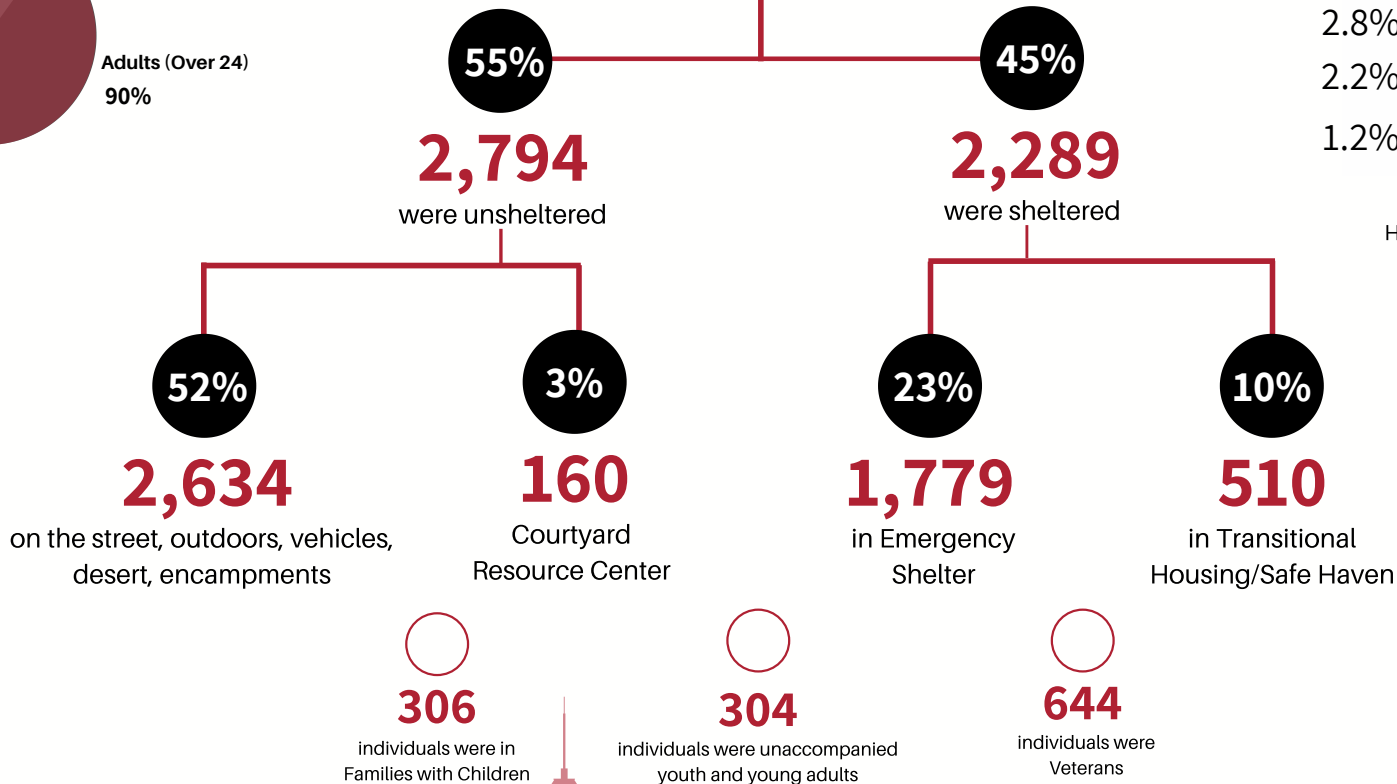 Adults (Over 24)
90%
55%
2,794
were unsheltered
45%
2,289
were sheltered
2.8%
2.2%
1.2%
H
52%
2,634
on the street, outdoors, vehicles,
desert, encampments
3%
160
Courtyard
Resource Center
23%
1,779
in Emergency
Shelter
10%
510
in Transitional
Housing/Safe Haven
306
individuals were in
Families with Children
304
individuals were unaccompanied
youth and young adults
644
individuals were
Veterans